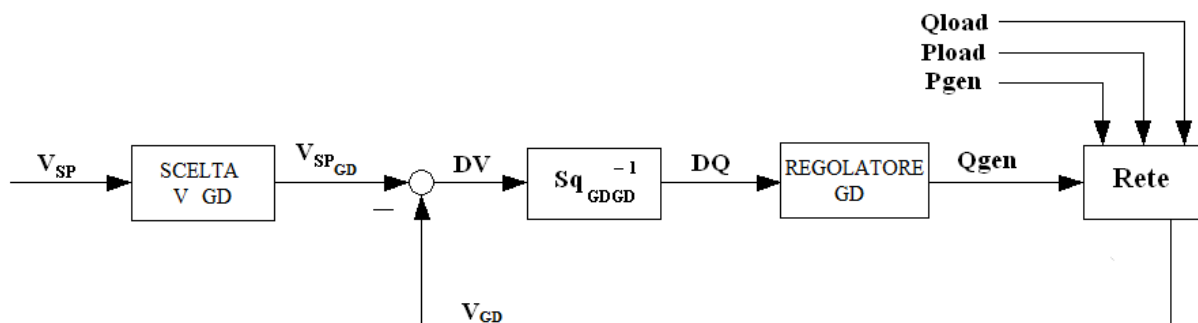 Qload
Pload
Pgen
V_SP
SCELTA
V GD
V_SP_GD
−
DV
Sq_GDGD^-1
DQ
REGOLATORE
GD
Qgen
Rete
V_GD